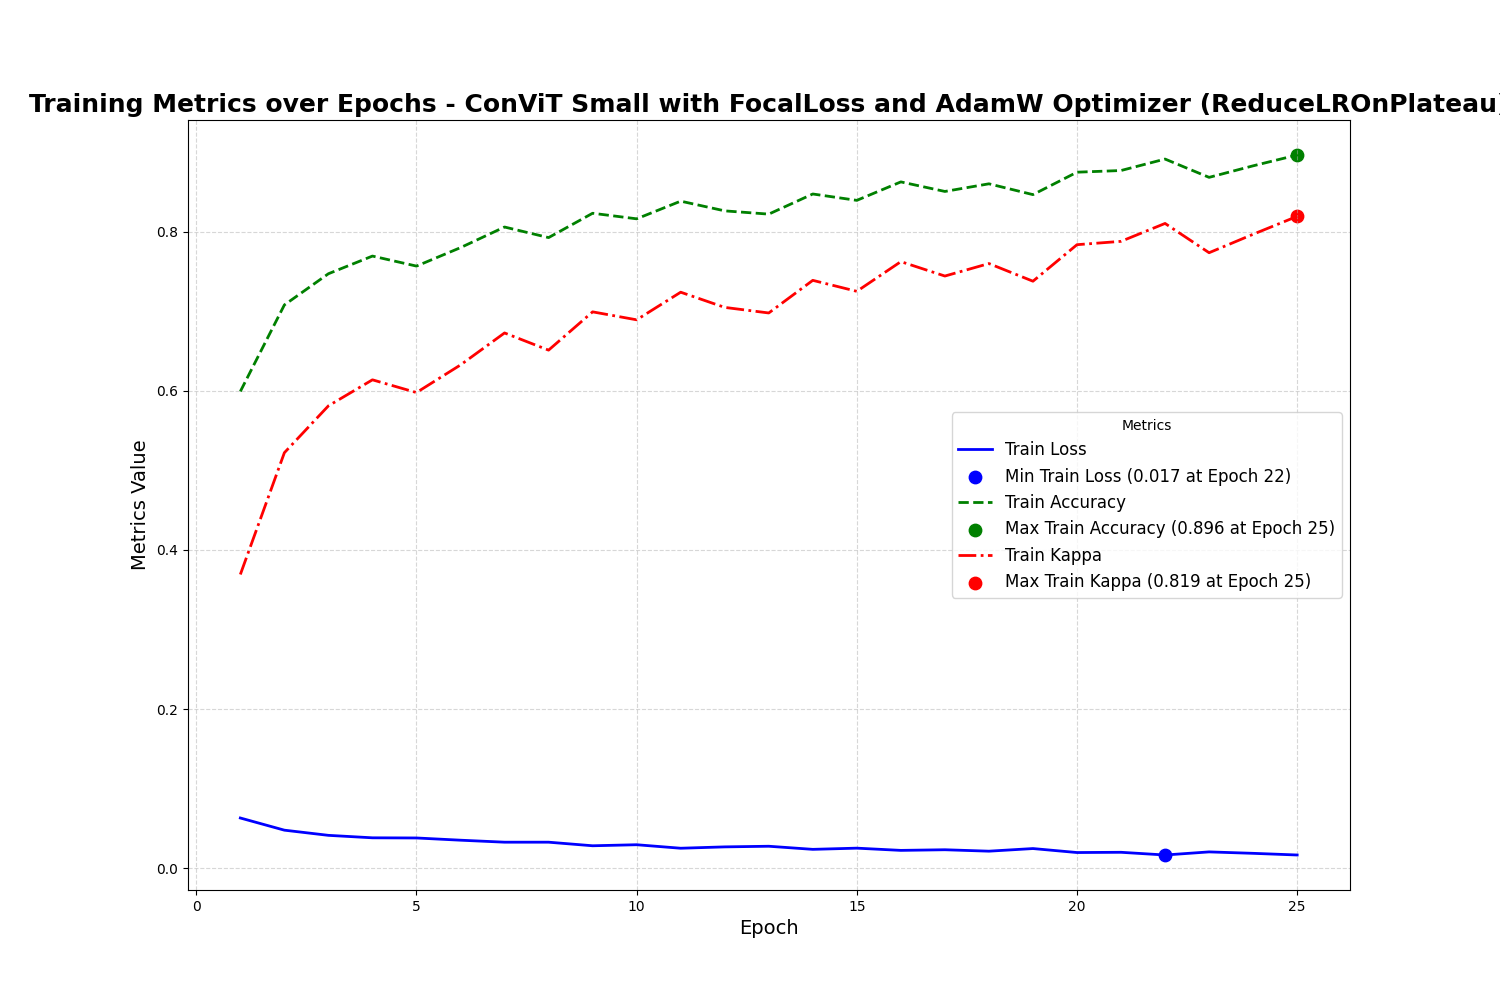 Training Metrics over Epochs - ConViT Small with FocalLoss and AdamW Optimizer (ReduceLROnPlateau)
Metrics Value
0.8
0.6
0.4
0.2
0.0
Metrics
Train Loss
Min Train Loss (0.017 at Epoch 22)
Train Accuracy
Max Train Accuracy (0.896 at Epoch 25)
Train Kappa
Max Train Kappa (0.819 at Epoch 25)
0 5 10 15 20 25
Epoch